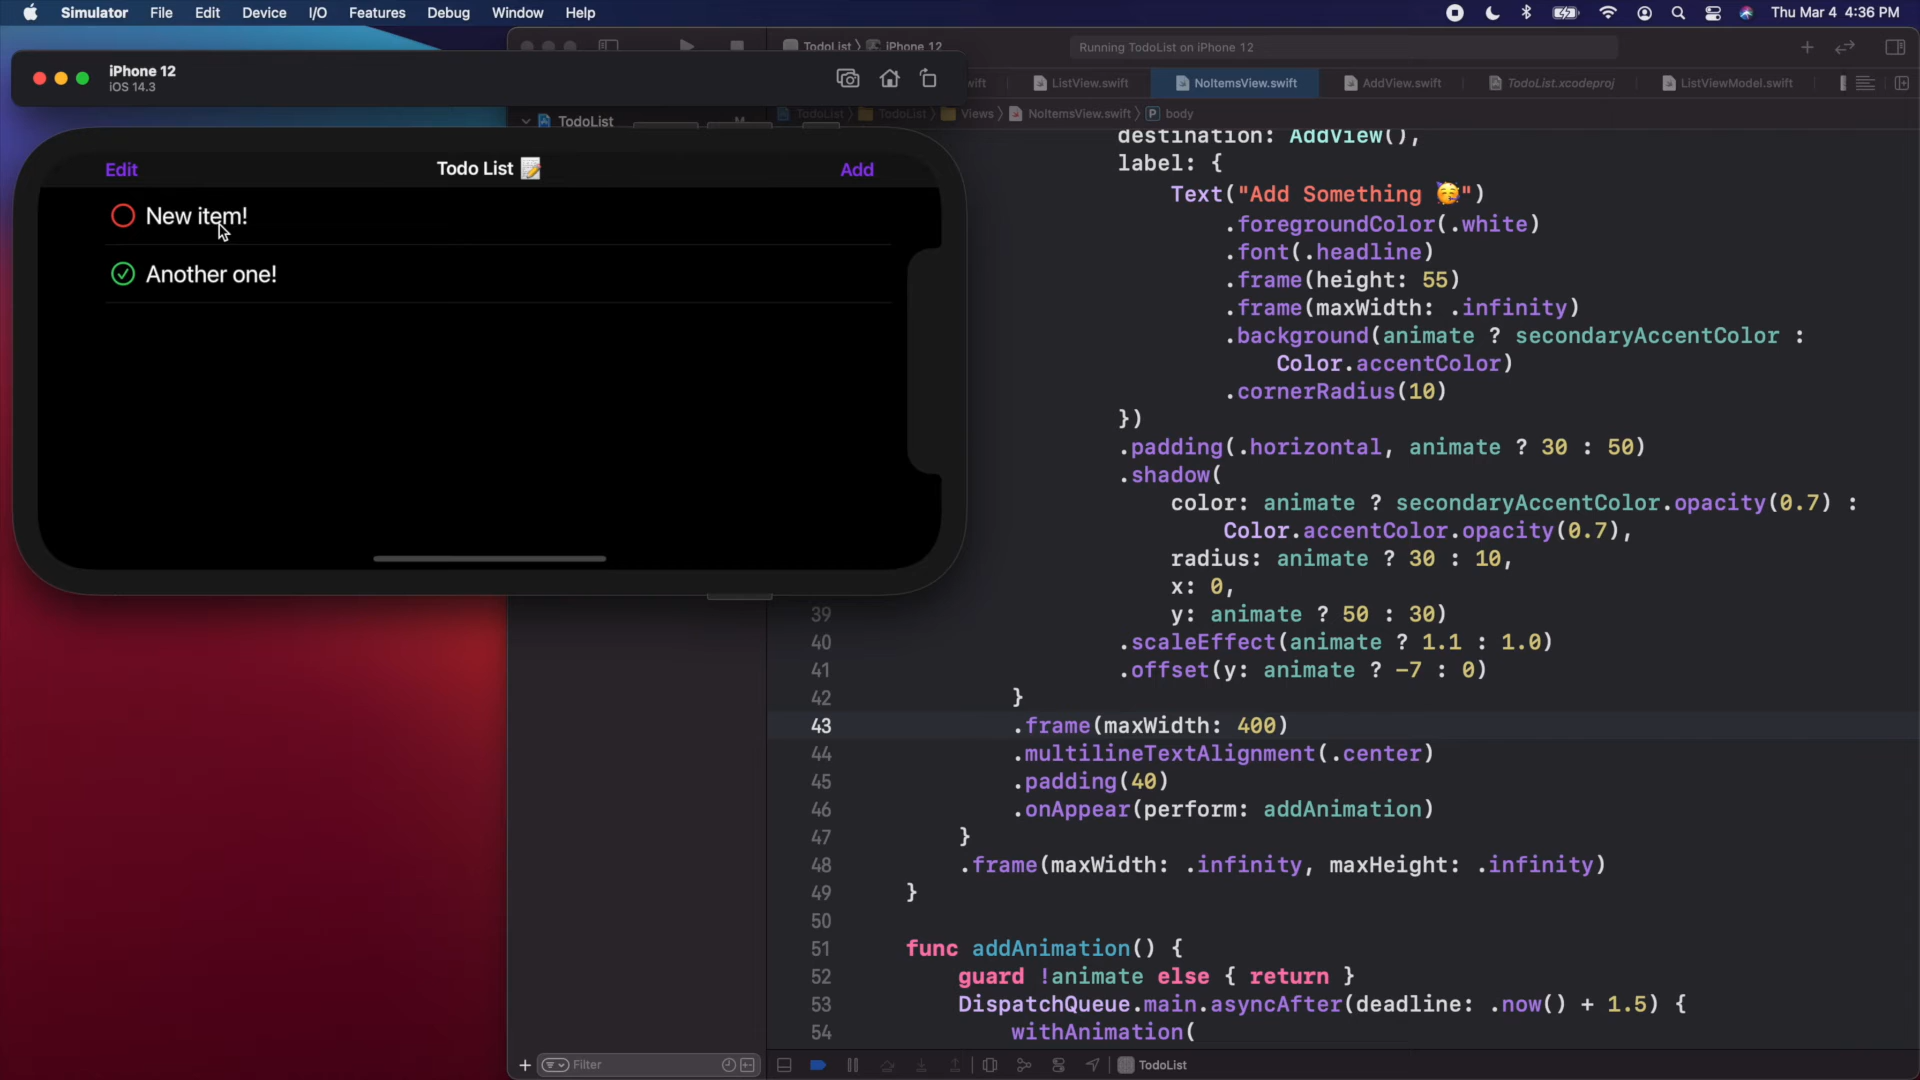 Simulator File Edit Device I/O Features Debug Window Help Thu Mar 4 4:36 PM
TodoList iPhone 12 Running TodoList on iPhone 12
iPhone 12
iOS 14.3
ListView.swift NoItemsView.swift AddView.swift TodoList.xcodeproj ListViewModel.swift
TodoList
TodoList TodoList Views NoItemsView.swift P body
Edit Todo List 📝 Add
New item!
Another one!
destination: AddView(),
label: {
Text("Add Something 🥳")
.foregroundColor(.white)
.font(.headline)
.frame(height: 55)
.frame(maxWidth: .infinity)
.background(animate ? secondaryAccentColor :
Color.accentColor)
.cornerRadius(10)
})
.padding(.horizontal, animate ? 30 : 50)
.shadow(
color: animate ? secondaryAccentColor.opacity(0.7) :
Color.accentColor.opacity(0.7),
radius: animate ? 30 : 10,
x: 0,
39 y: animate ? 50 : 30)
40 .scaleEffect(animate ? 1.1 : 1.0)
41 .offset(y: animate ? -7 : 0)
42 }
43 .frame(maxWidth: 400)
44 .multilineTextAlignment(.center)
45 .padding(40)
46 .onAppear(perform: addAnimation)
47 }
48 .frame(maxWidth: .infinity, maxHeight: .infinity)
49 }
50
51 func addAnimation() {
52 guard !animate else { return }
53 DispatchQueue.main.asyncAfter(deadline: .now() + 1.5) {
54 withAnimation(
Filter TodoList